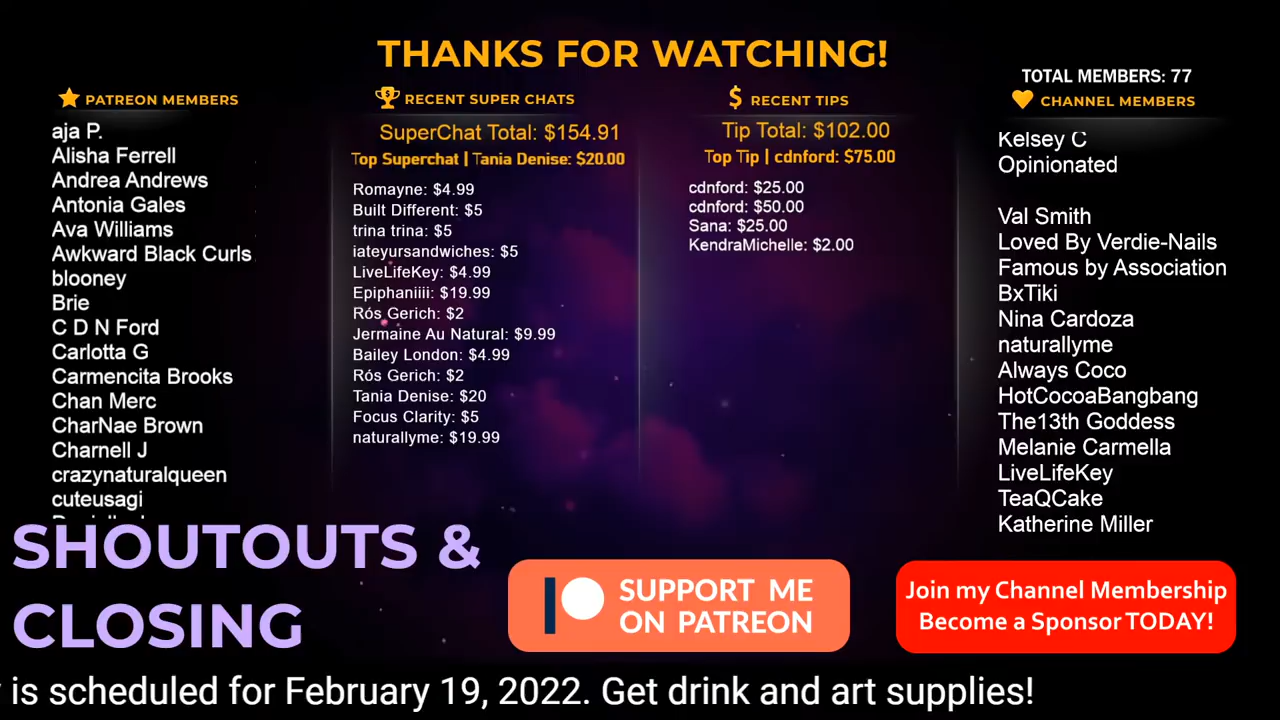 THANKS FOR WATCHING!
TOTAL MEMBERS: 77
PATREON MEMBERS
aja P.
Alisha Ferrell
Andrea Andrews
Antonia Gales
Ava Williams
Awkward Black Curls
blooney
Brie
C D N Ford
Carlotta G
Carmencita Brooks
Chan Merc
CharNae Brown
Charnell J
crazynaturalqueen
cuteusagi
RECENT SUPER CHATS
SuperChat Total: $154.91
Top Superchat | Tania Denise: $20.00
Romayne: $4.99
Built Different: $5
trina trina: $5
iateyursandwiches: $5
LiveLifeKey: $4.99
Epiphaniiii: $19.99
Rós Gerich: $2
Jermaine Au Natural: $9.99
Bailey London: $4.99
Rós Gerich: $2
Tania Denise: $20
Focus Clarity: $5
naturallyme: $19.99
$ RECENT TIPS
Tip Total: $102.00
Top Tip | cdnford: $75.00
cdnford: $25.00
cdnford: $50.00
Sana: $25.00
KendraMichelle: $2.00
CHANNEL MEMBERS
Kelsey C
Opinionated
Val Smith
Loved By Verdie-Nails
Famous by Association
BxTiki
Nina Cardoza
naturallyme
Always Coco
HotCocoaBangbang
The13th Goddess
Melanie Carmella
LiveLifeKey
TeaQCake
Katherine Miller
SHOUTOUTS &
CLOSING
SUPPORT ME
ON PATREON
Join my Channel Membership
Become a Sponsor TODAY!
is scheduled for February 19, 2022. Get drink and art supplies!